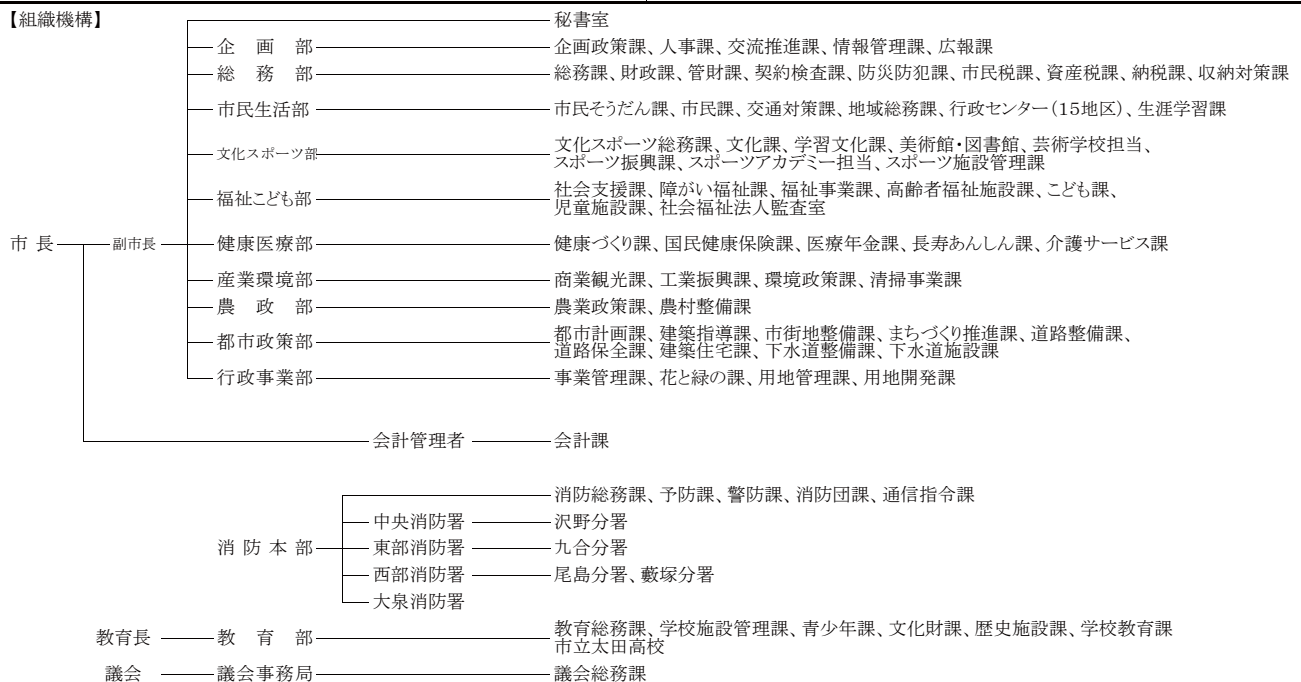 【組織機構】
秘書室
企画部 企画政策課、人事課、交流推進課、情報管理課、広報課
総務部 総務課、財政課、管財課、契約検査課、防災防犯課、市民税課、資産税課、納税課、収納対策課
市民生活部 市民そうだん課、市民課、交通対策課、地域総務課、行政センター(15地区)、生涯学習課
文化スポーツ部 文化スポーツ総務課、文化課、学習文化課、美術館・図書館、芸術学校担当、
スポーツ振興課、スポーツアカデミー担当、スポーツ施設管理課
福祉こども部 社会支援課、障がい福祉課、福祉事業課、高齢者福祉施設課、こども課、
児童施設課、社会福祉法人監査室
市長 副市長 健康医療部 健康づくり課、国民健康保険課、医療年金課、長寿あんしん課、介護サービス課
産業環境部 商業観光課、工業振興課、環境政策課、清掃事業課
農政部 農業政策課、農村整備課
都市政策部 都市計画課、建築指導課、市街地整備課、まちづくり推進課、道路整備課、
道路保全課、建築住宅課、下水道整備課、下水道施設課
行政事業部 事業管理課、花と緑の課、用地管理課、用地開発課
会計管理者 会計課
消防総務課、予防課、警防課、消防団課、通信指令課
中央消防署 沢野分署
消防本部 東部消防署 九合分署
西部消防署 尾島分署、藪塚分署
大泉消防署
教育長 教育部 教育総務課、学校施設管理課、青少年課、文化財課、歴史施設課、学校教育課
市立太田高校
議会 議会事務局 議会総務課